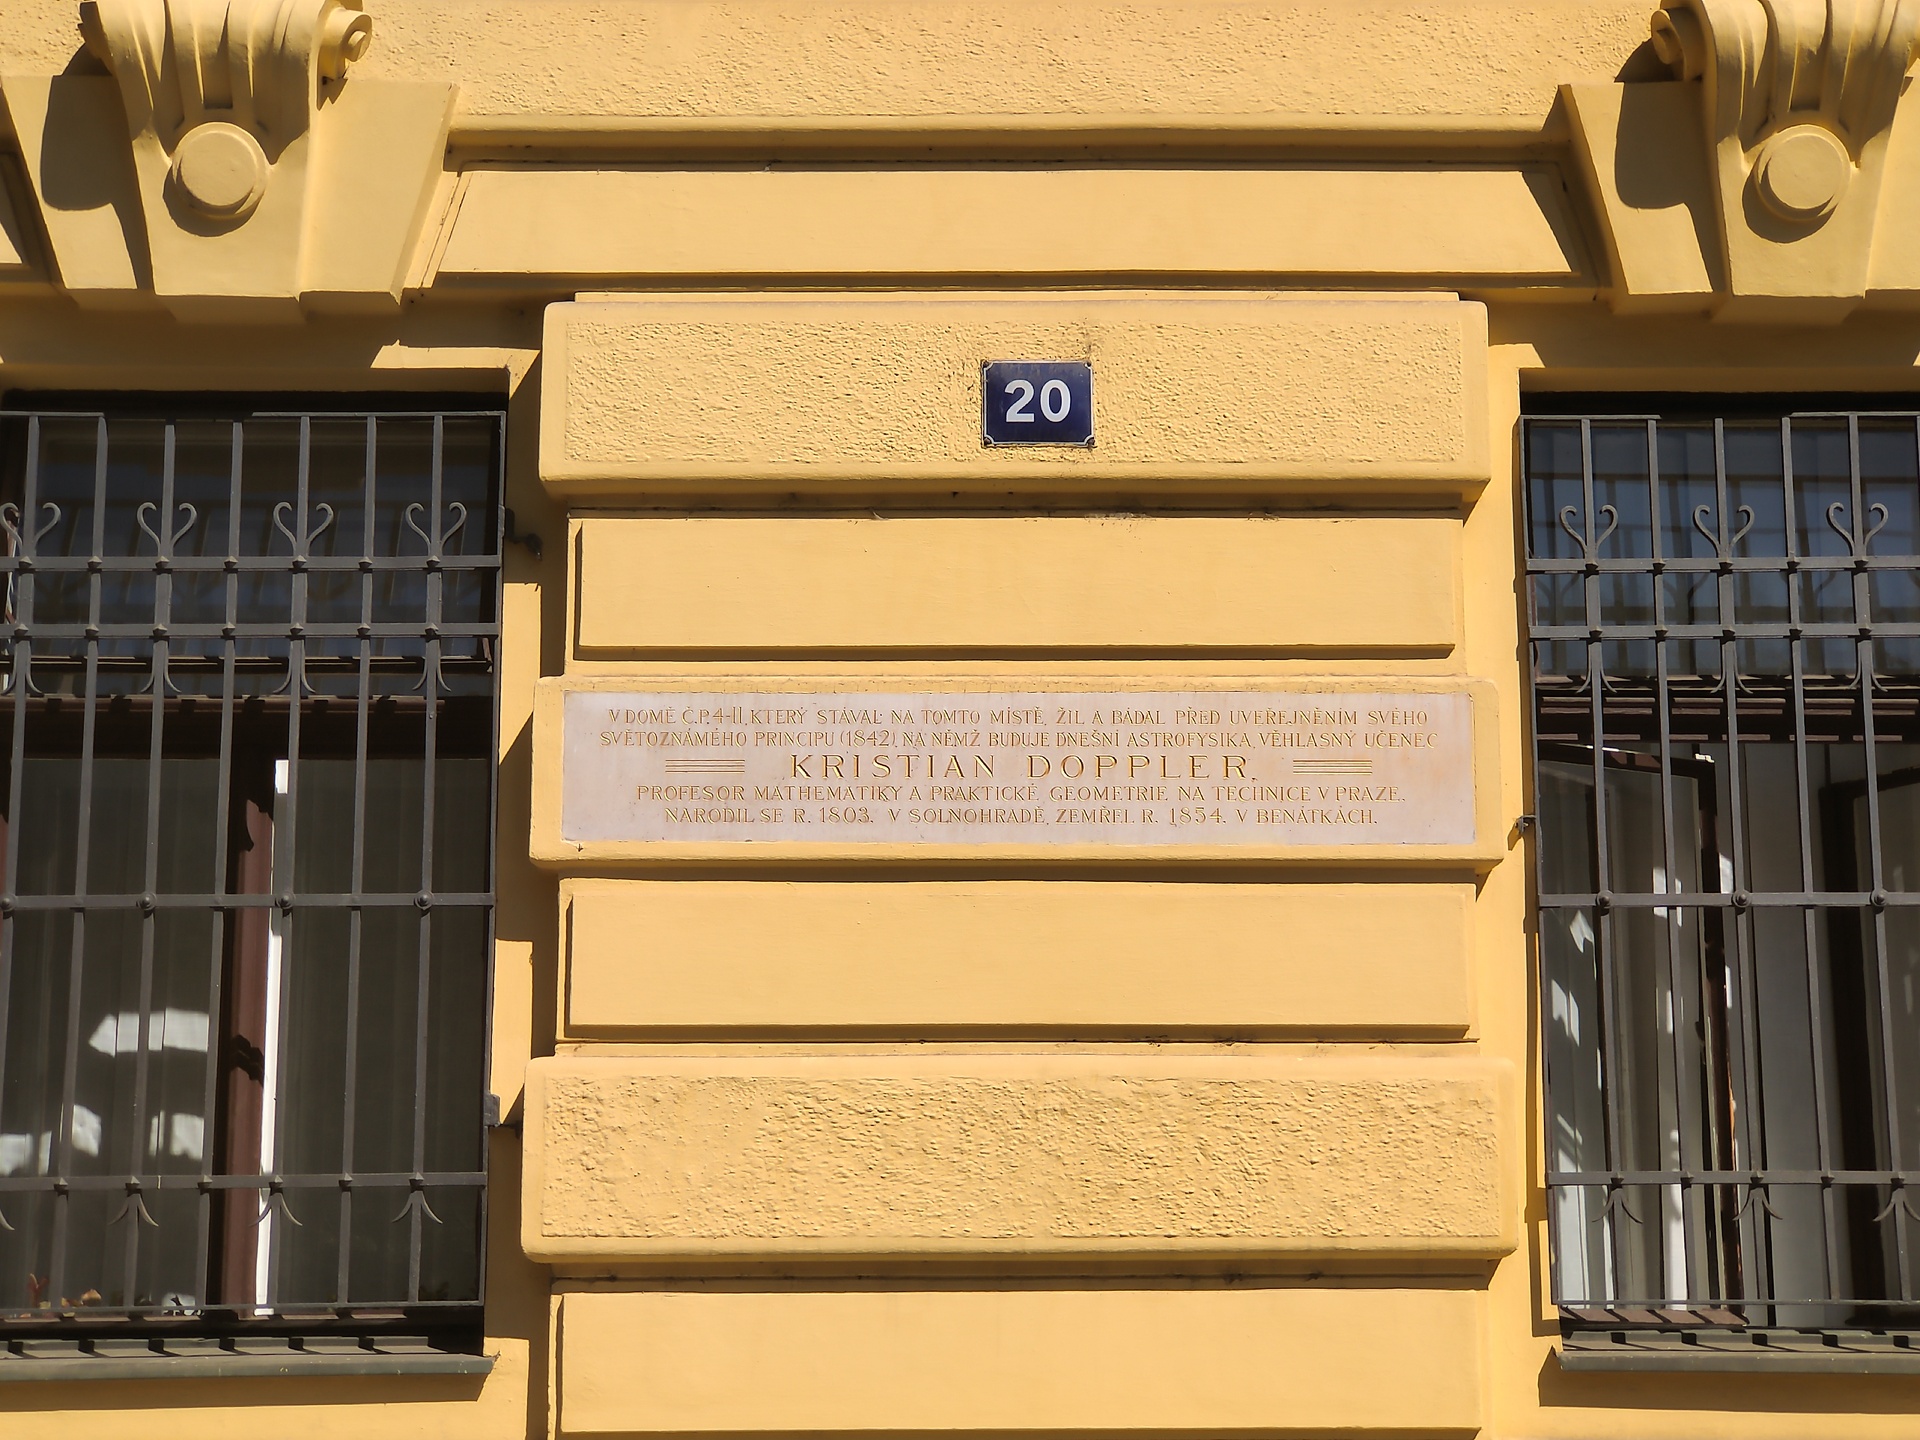 20
V DOMĚ Č.P. 4-II, KTERÝ STÁVAL NA TOMTO MÍSTĚ, ŽIL A BÁDAL PŘED UVEŘEJNĚNÍM SVÉHO
SVĚTOZNÁMÉHO PRINCIPU (1842), NA NĚMŽ BUDUJE DNEŠNÍ ASTROFYSIKA, VĚHLASNÝ UČENEC
KRISTIAN DOPPLER,
PROFESOR MATHEMATIKY A PRAKTICKÉ GEOMETRIE NA TECHNICE V PRAZE.
NARODIL SE R. 1803. V SOLNOHRADĚ, ZEMŘEL R. 1854. V BENÁTKÁCH.